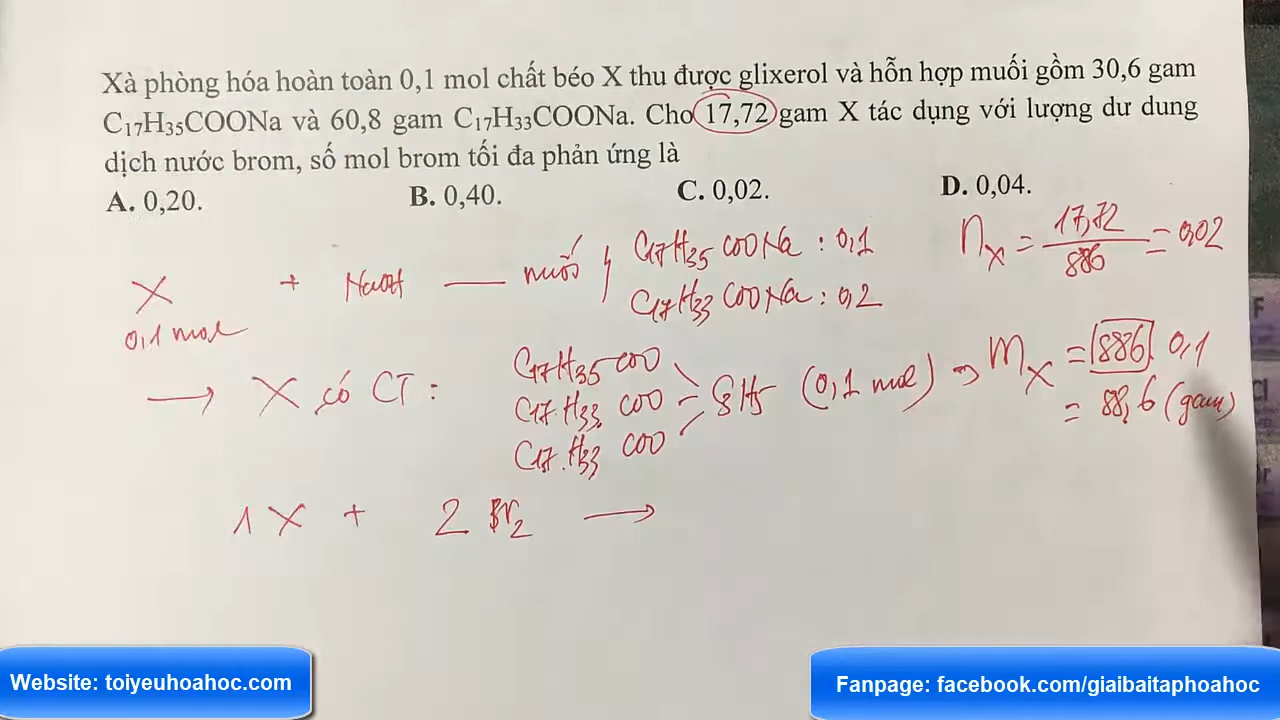 Xà phòng hóa hoàn toàn 0,1 mol chất béo X thu được glixerol và hỗn hợp muối gồm 30,6 gam
C₁₇H₃₅COONa và 60,8 gam C₁₇H₃₃COONa. Cho 17,72 gam X tác dụng với lượng dư dung
dịch nước brom, số mol brom tối đa phản ứng là
A. 0,20. B. 0,40. C. 0,02. D. 0,04.
X + NaOH — muối { C17H35COONa : 0,1
C17H33COONa : 0,2
0,1 mol
nX = 17,72 / 886 = 0,02
→ X có CT : C17H35COO
C17H33COO C3H5 (0,1 mol) → mX = 886. 0,1
C17H33COO
= 88,6 (gam)
1X + 2Br2 →
Website: toiyeuhoahoc.com
Fanpage: facebook.com/giaibaitaphoahoc